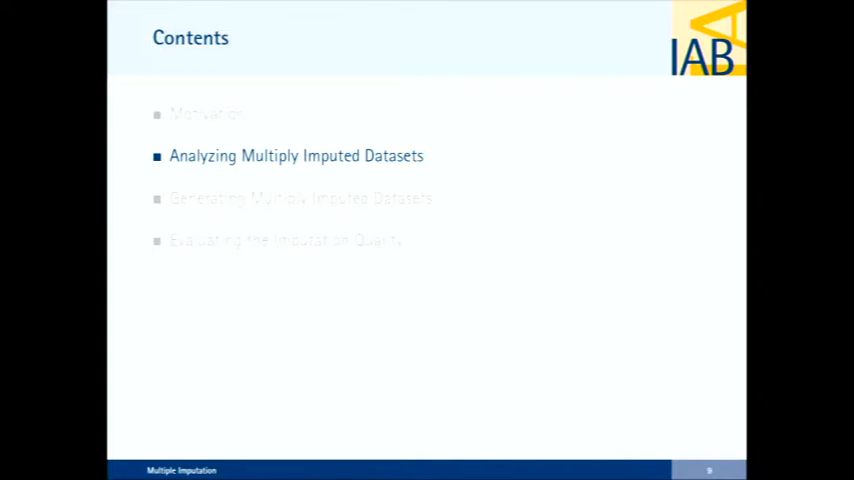 Contents
IAB
Motivation
Analyzing Multiply Imputed Datasets
Generating Multiply Imputed Datasets
Evaluating the Imputation Quality
Multiple Imputation
9